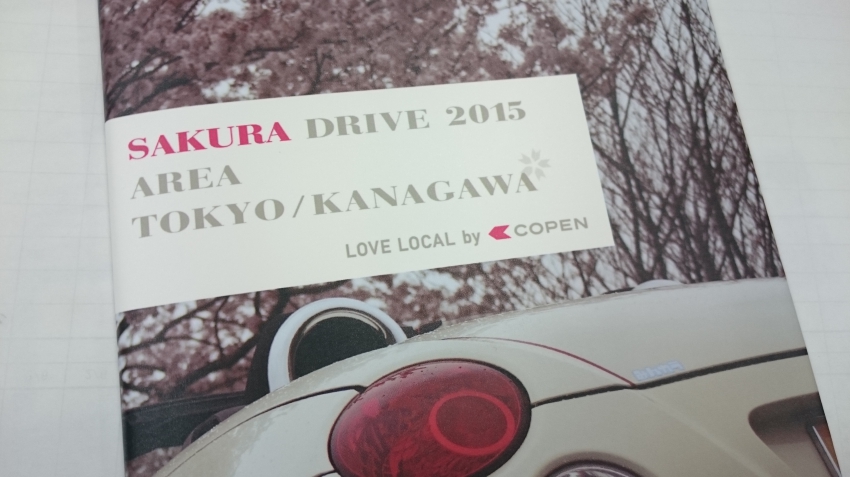 SAKURA DRIVE 2015
AREA
TOKYO/KANAGAWA
LOVE LOCAL by COPEN